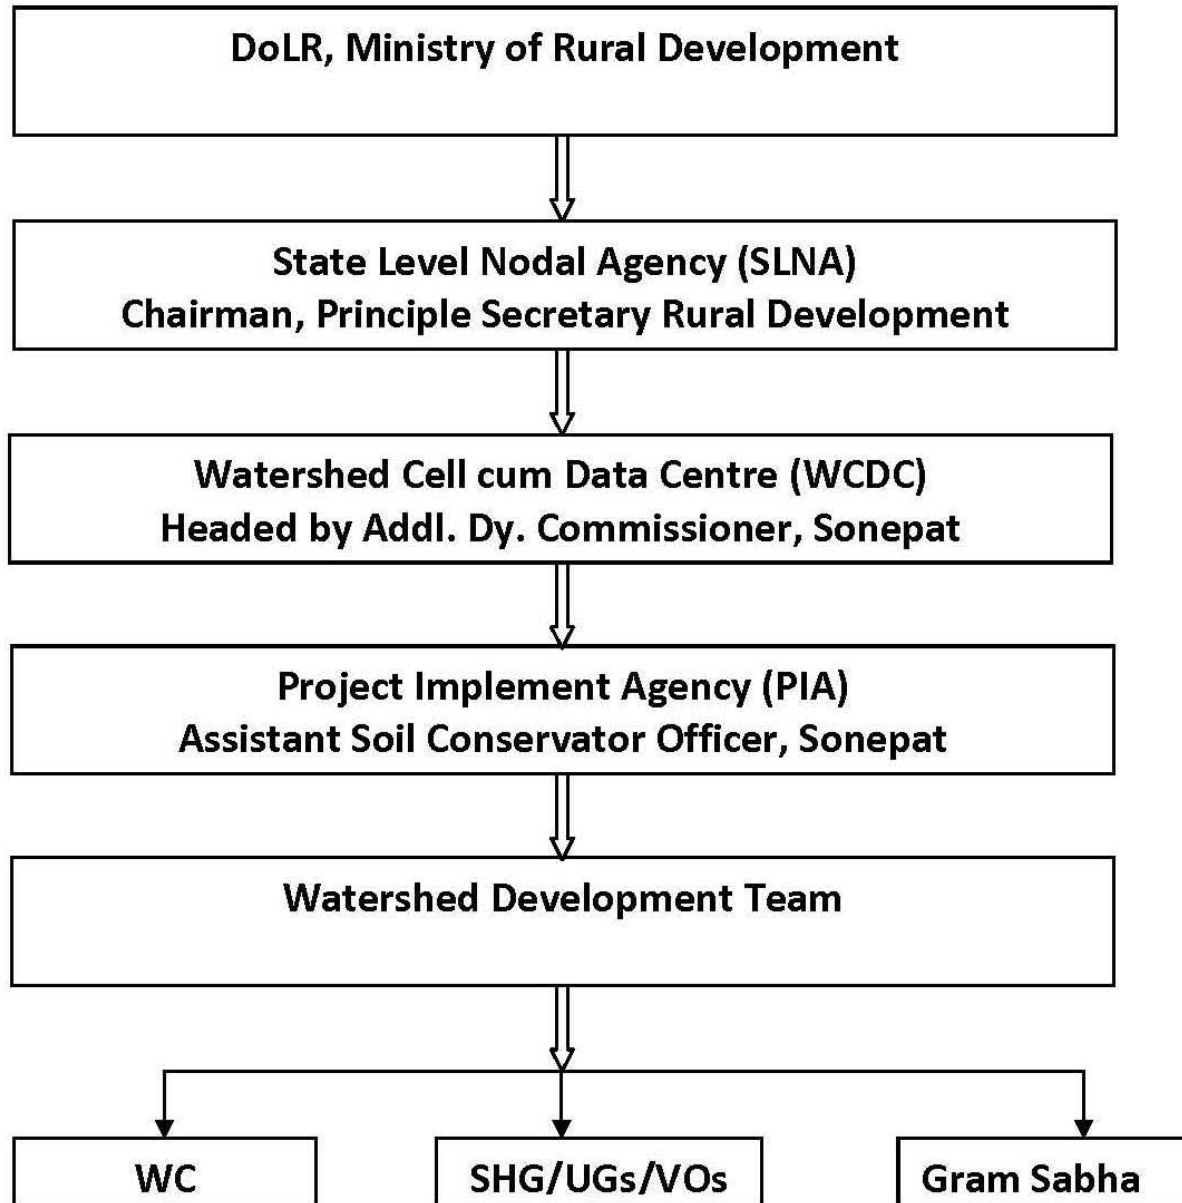 DoLR, Ministry of Rural Development
State Level Nodal Agency (SLNA)
Chairman, Principle Secretary Rural Development
Watershed Cell cum Data Centre (WCDC)
Headed by Addl. Dy. Commissioner, Sonepat
Project Implement Agency (PIA)
Assistant Soil Conservator Officer, Sonepat
Watershed Development Team
WC
SHG/UGs/VOs
Gram Sabha